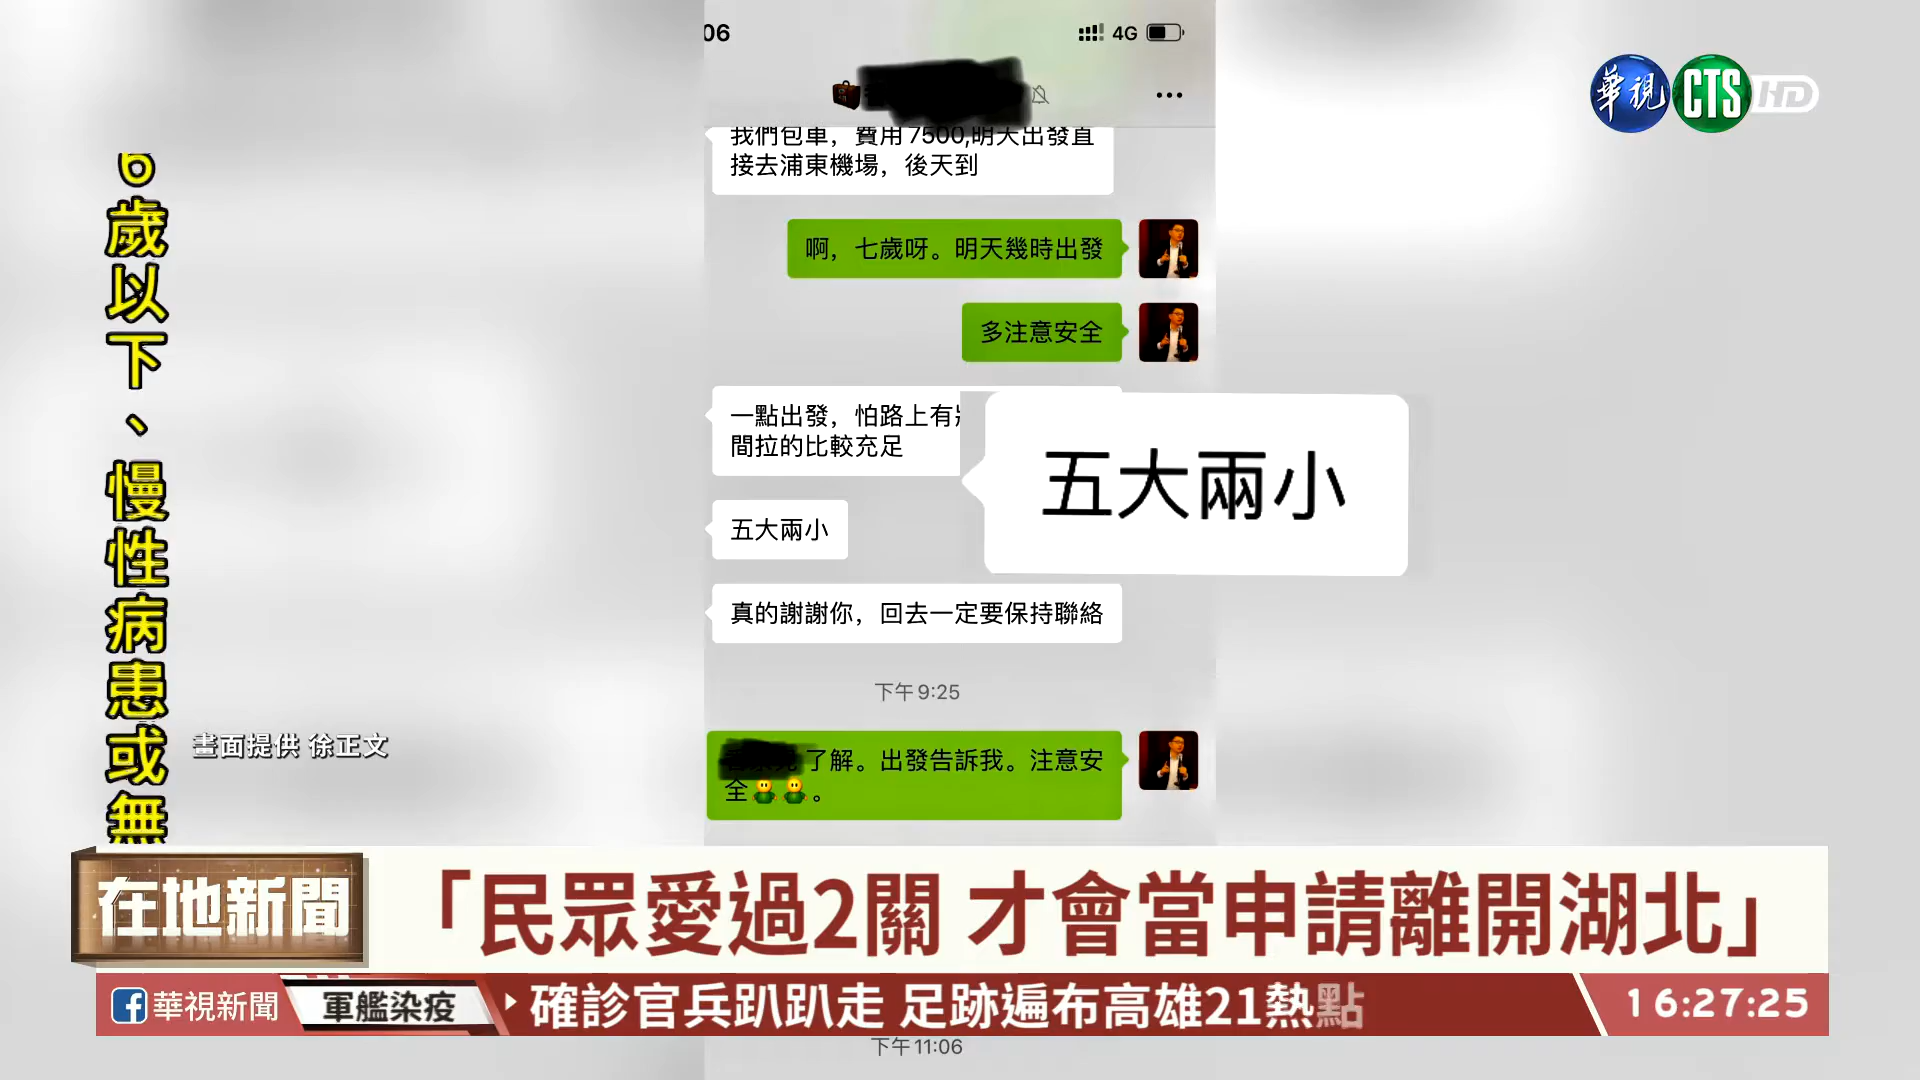 06
4G
華視 CTS HD
我們包車，費用7500,明天出發直
接去浦東機場，後天到
啊，七歲呀。明天幾時出發
多注意安全
一點出發，怕路上有
間拉的比較充足
五大兩小
五大兩小
真的謝謝你，回去一定要保持聯絡
下午9:25
了解。出發告訴我。注意安
全 。
6歲以下、慢性病患或無
畫面提供 徐正文
在地新聞
「民眾愛過2關 才會當申請離開湖北」
華視新聞
軍艦染疫
確診官兵趴趴走 足跡遍布高雄21熱點
16:27:25
下午11:06